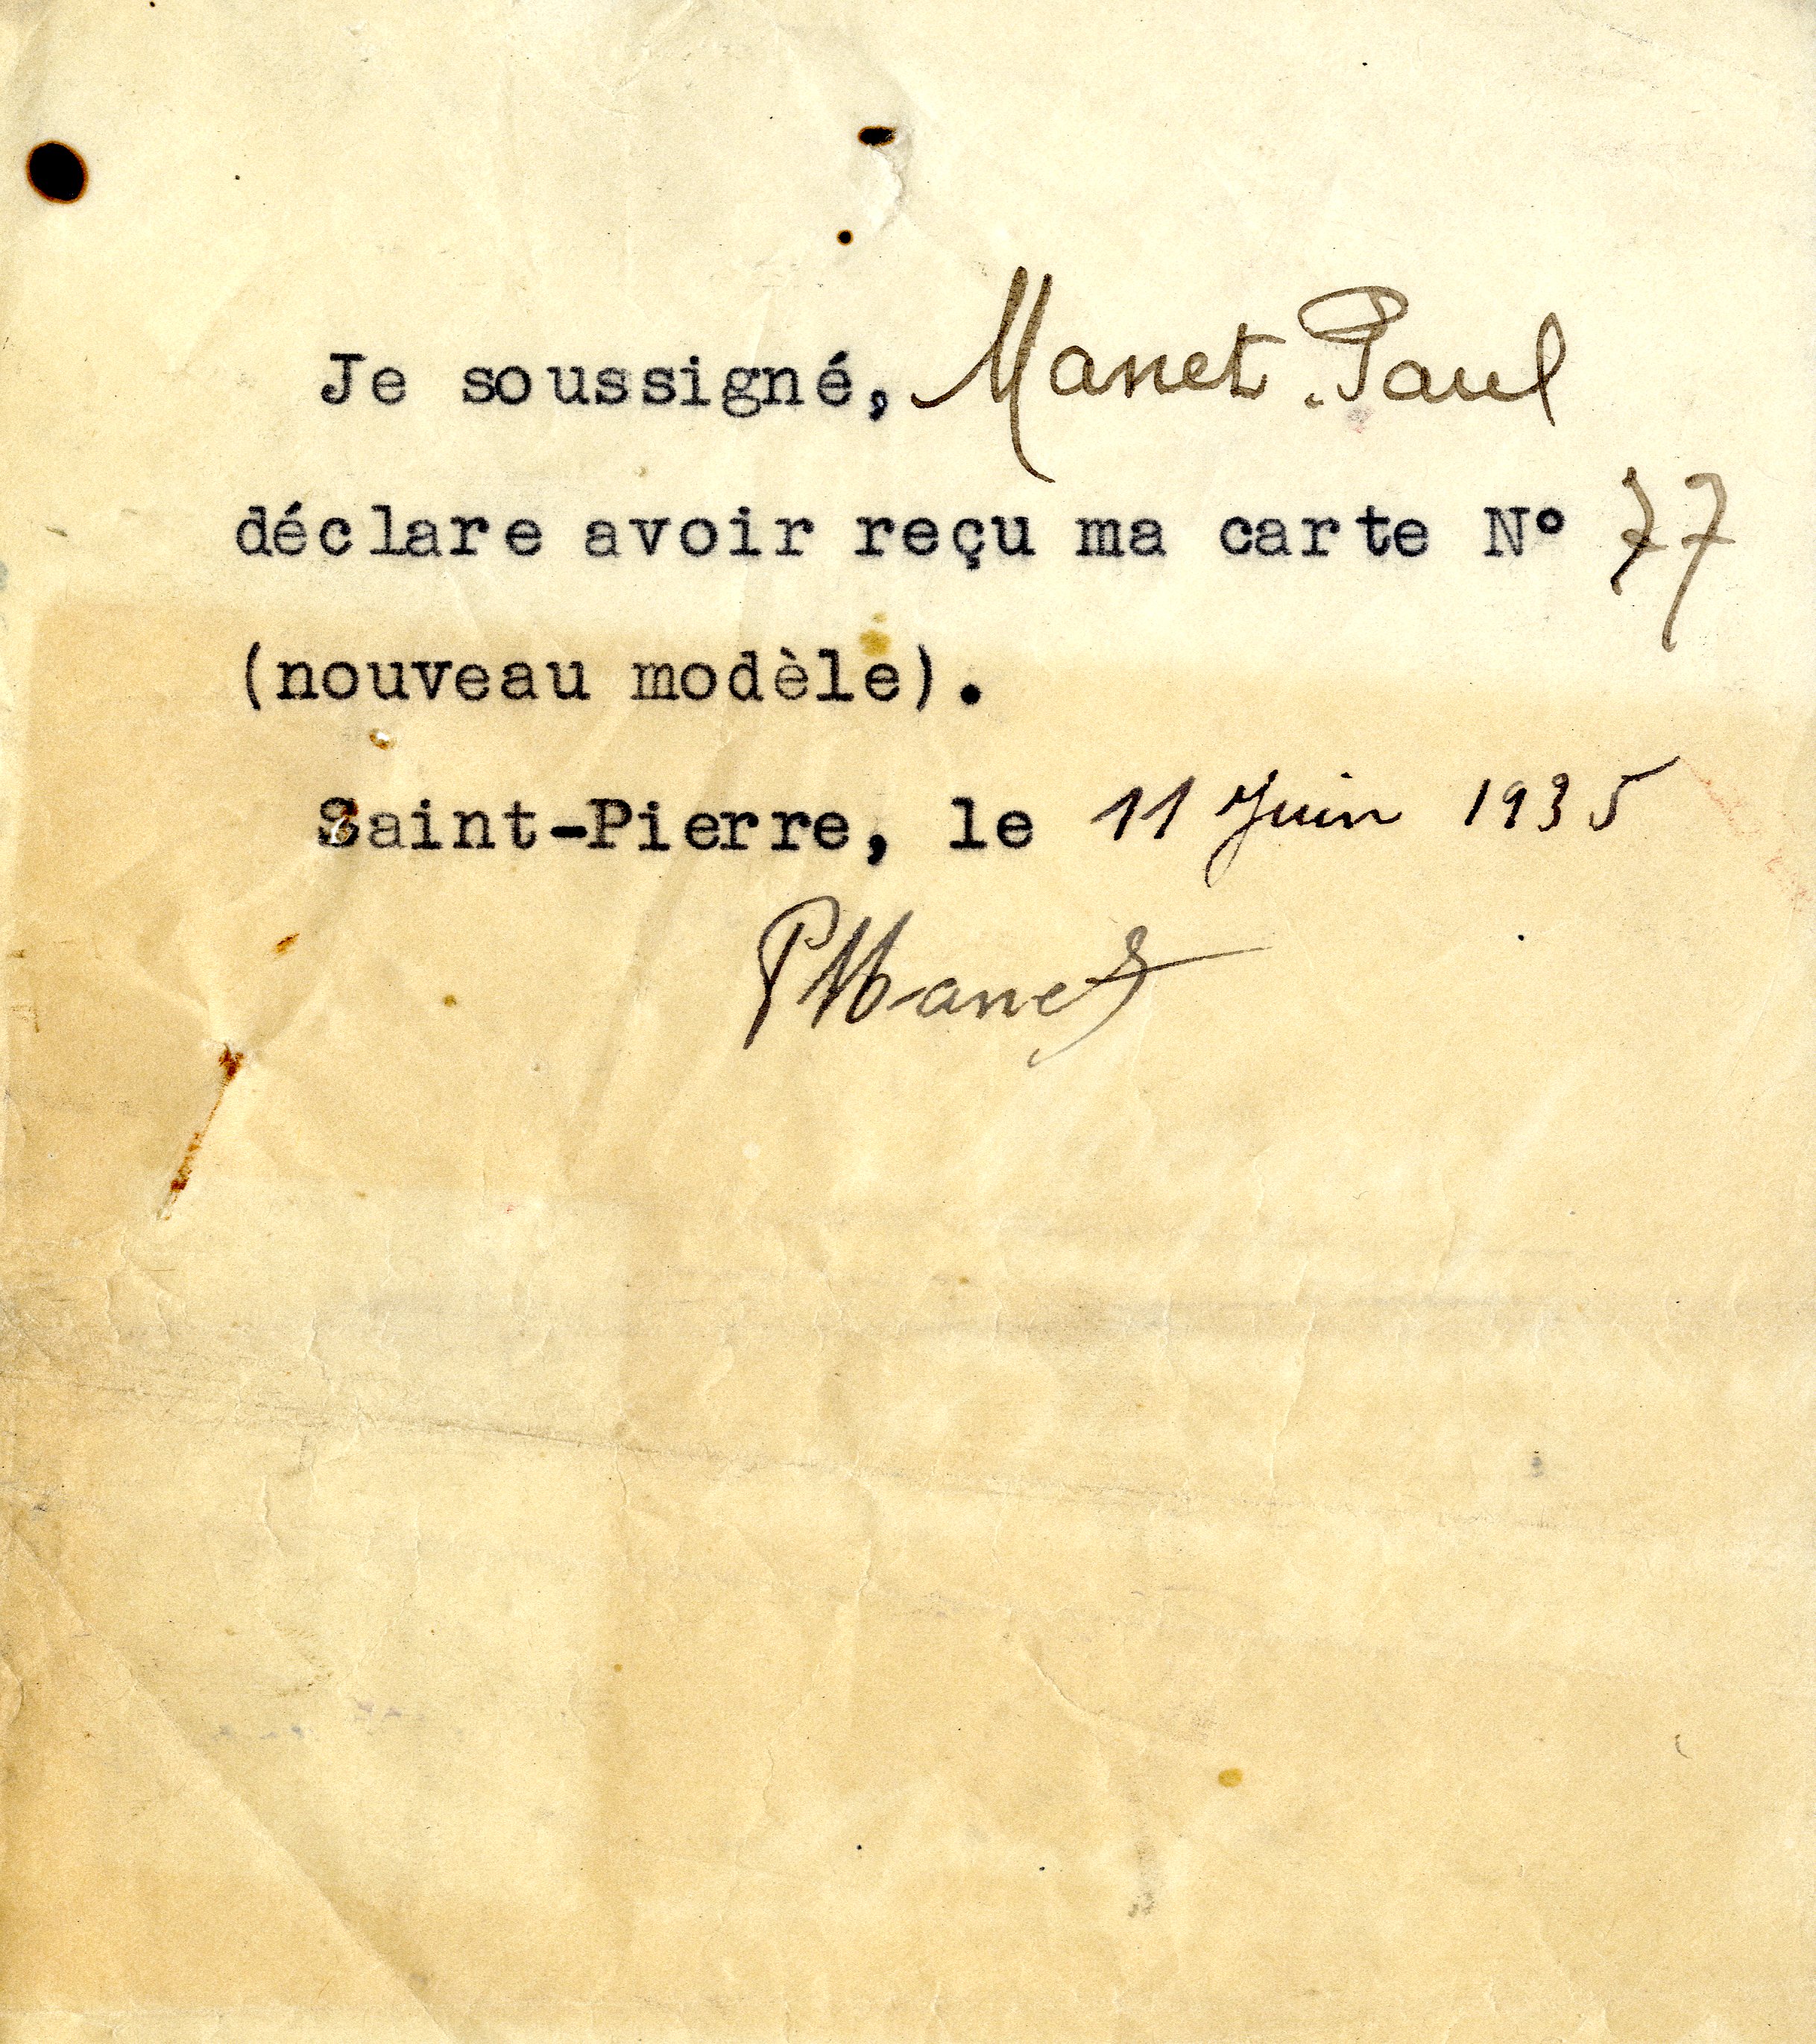 Je soussigné, Manet Paul
déclare avoir reçu ma carte N° 77
(nouveau modèle).
Saint-Pierre, le 11 Juin 1935
PManet